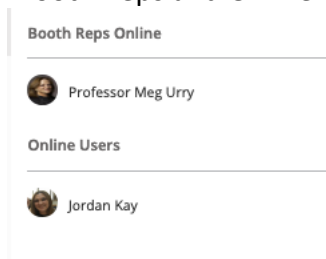 Booth Reps Online
Professor Meg Urry
Online Users
Jordan Kay